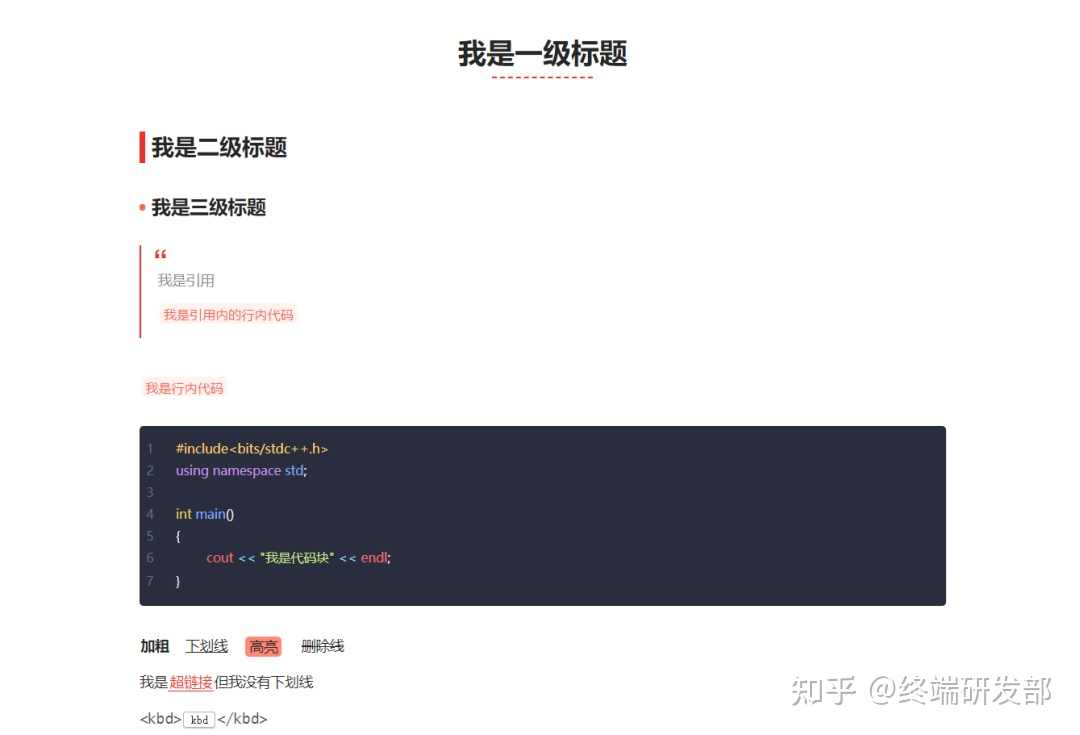 我是一级标题
我是二级标题
我是三级标题
“
我是引用
我是引用内的行内代码
我是行内代码
1 #include<bits/stdc++.h>
2 using namespace std;
3
4 int main()
5 {
6 cout << "我是代码块" << endl;
7 }
加粗 下划线 高亮 删除线
我是超链接但我没有下划线
<kbd>kbd</kbd>
知乎 @终端研发部